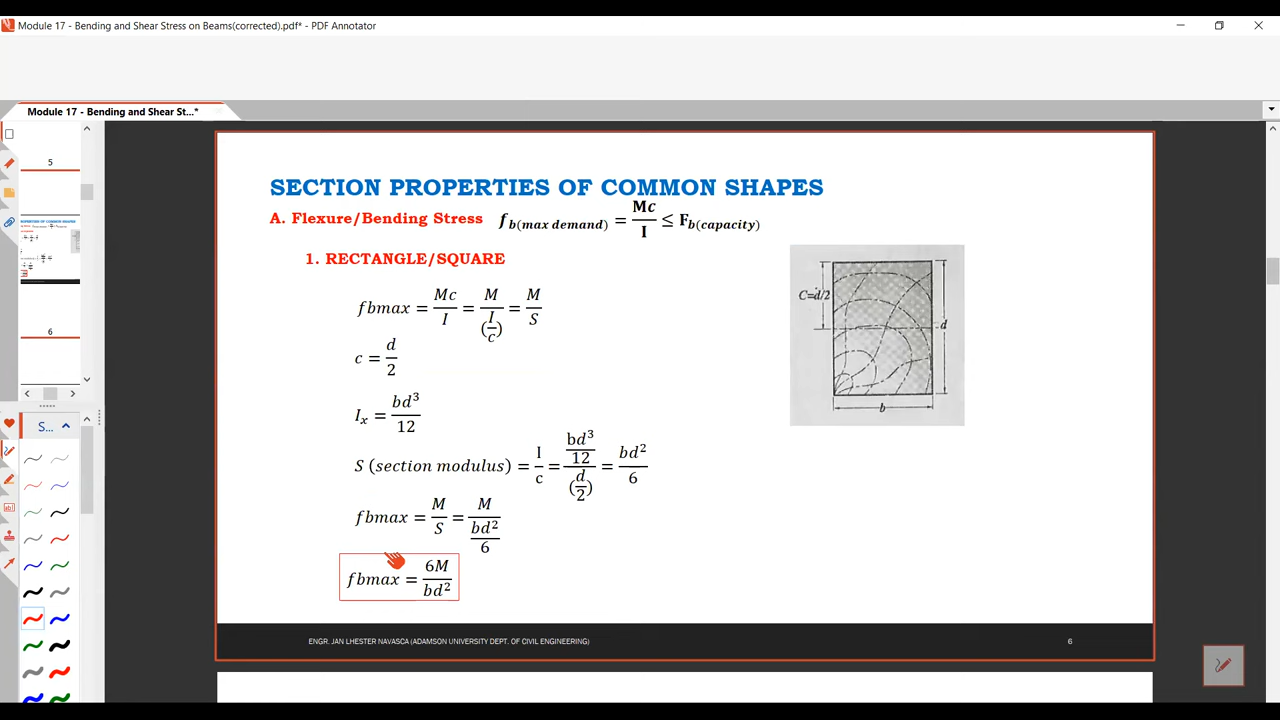 Module 17 - Bending and Shear Stress on Beams(corrected).pdf* - PDF Annotator
Module 17 - Bending and Shear St...*
5
6
S...
SECTION PROPERTIES OF COMMON SHAPES
A. Flexure/Bending Stress f_b(max demand) = Mc/I ≤ F_b(capacity)
1. RECTANGLE/SQUARE
fbmax = Mc/I = M/(I/c) = M/S
c = d/2
I_x = bd³/12
S (section modulus) = I/c = (bd³/12)/(d/2) = bd²/6
fbmax = M/S = M/(bd²/6)
fbmax = 6M/bd²
C=d/2
d
b
ENGR. JAN LHESTER NAVASCA (ADAMSON UNIVERSITY DEPT. OF CIVIL ENGINEERING)
6